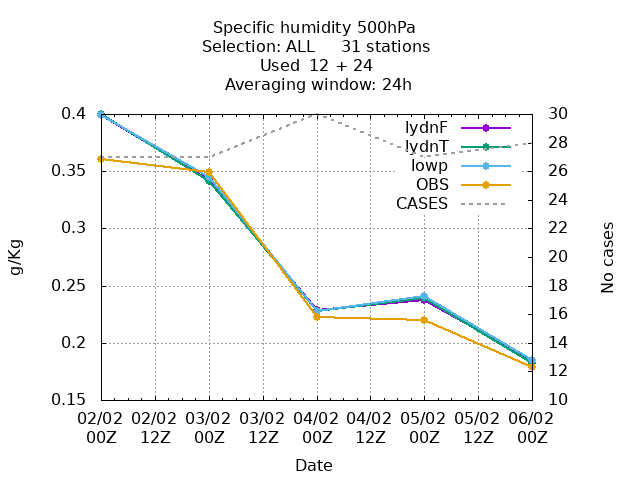 Specific humidity 500hPa
Selection: ALL 31 stations
Used 12 + 24
Averaging window: 24h
g/Kg
0.4
0.35
0.3
0.25
0.2
0.15
lydnF
lydnT
lowp
OBS
CASES
30
28
26
24
22
20
18
16
14
12
10
No cases
02/02 02/02 03/02 03/02 04/02 04/02 05/02 05/02 06/02
00Z 12Z 00Z 12Z 00Z 12Z 00Z 12Z 00Z
Date